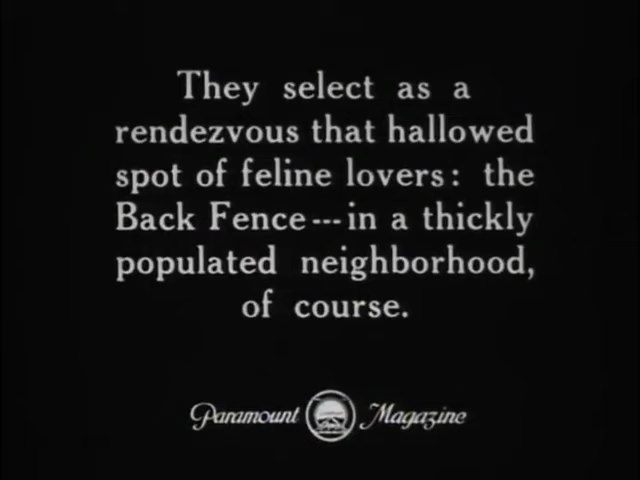 They select as a
rendezvous that hallowed
spot of feline lovers: the
Back Fence---in a thickly
populated neighborhood,
of course.
Paramount Magazine